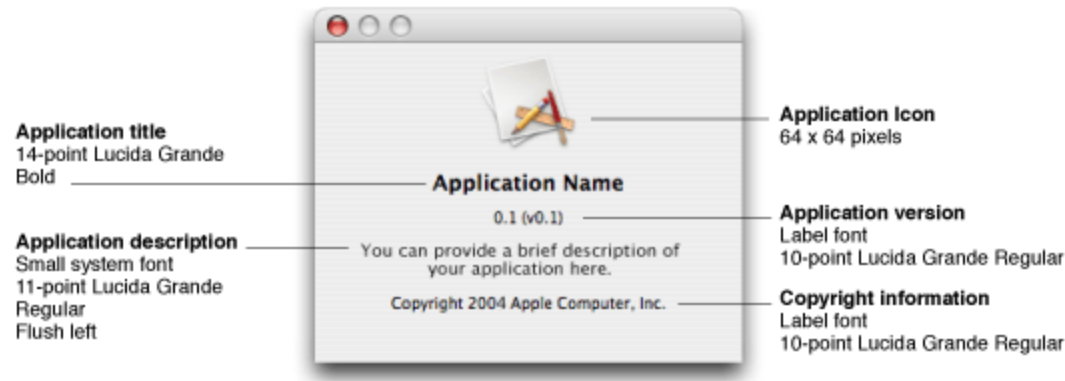 Application title
14-point Lucida Grande
Bold
Application description
Small system font
11-point Lucida Grande
Regular
Flush left
Application Name
0.1 (v0.1)
You can provide a brief description of
your application here.
Copyright 2004 Apple Computer, Inc.
Application Icon
64 x 64 pixels
Application version
Label font
10-point Lucida Grande Regular
Copyright information
Label font
10-point Lucida Grande Regular